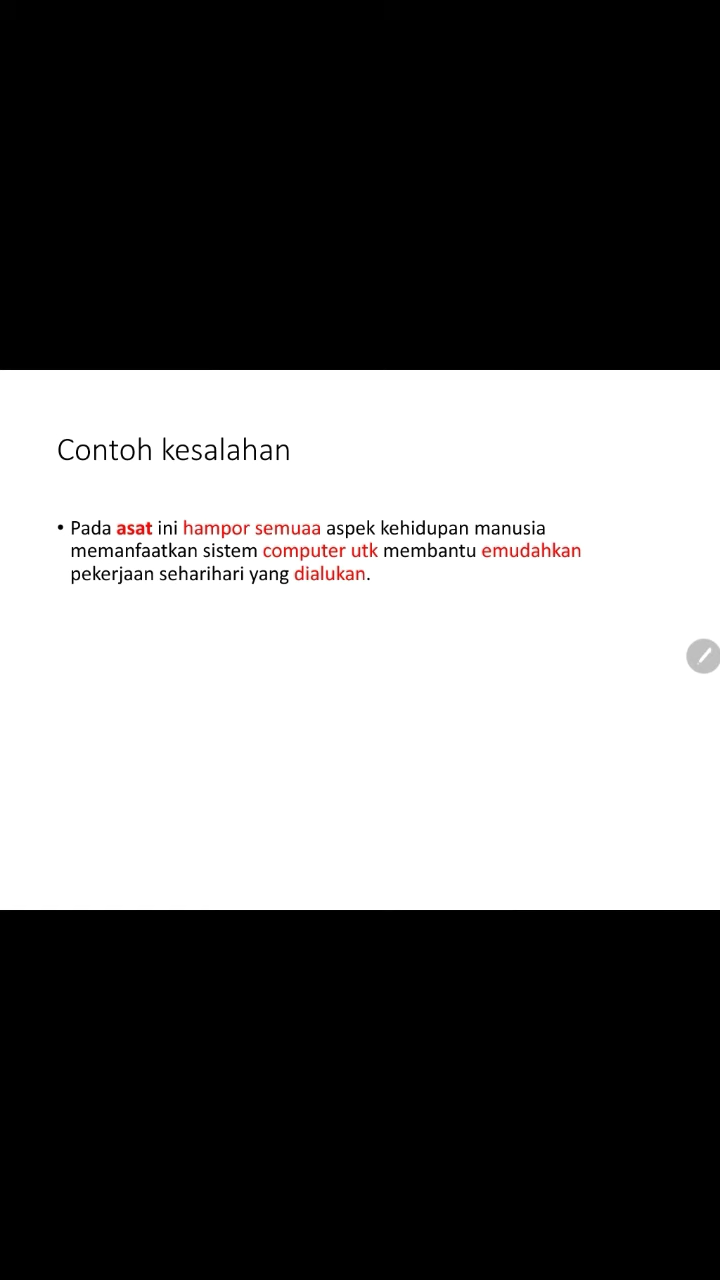 Contoh kesalahan
• Pada asat ini hampor semuaa aspek kehidupan manusia
memanfaatkan sistem computer utk membantu emudahkan
pekerjaan seharihari yang dialukan.